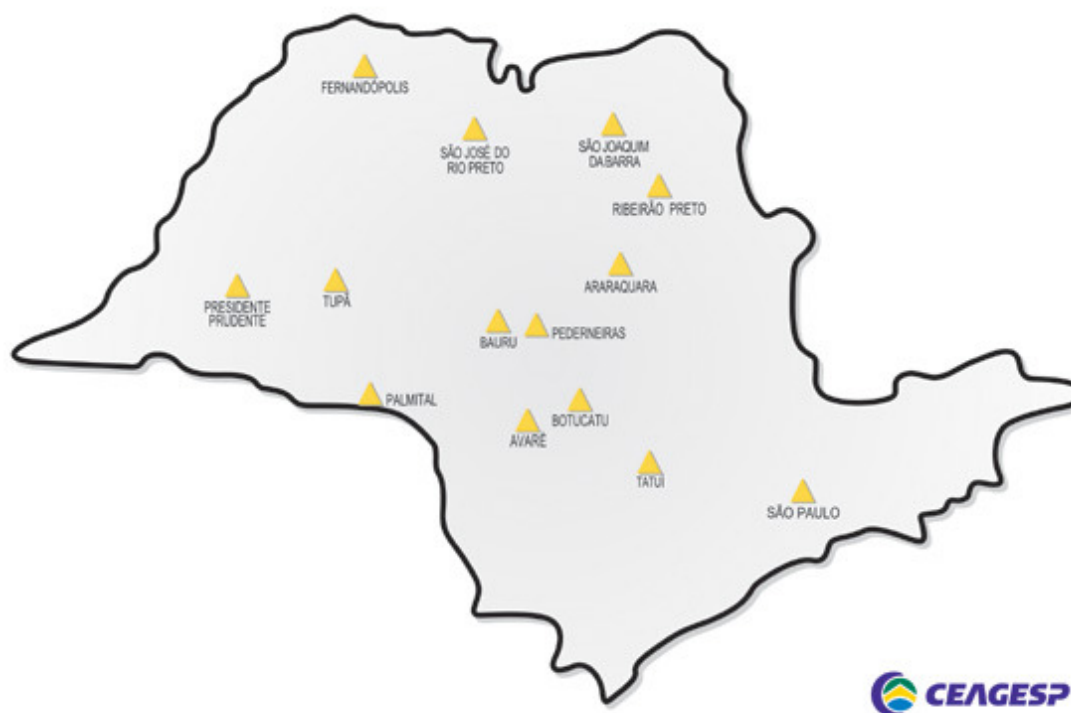 FERNANDÓPOLIS
SÃO JOSÉ DO
RIO PRETO
SÃO JOAQUIM
DA BARRA
RIBEIRÃO PRETO
ARARAQUARA
PRESIDENTE
PRUDENTE
TUPÃ
BAURU
PEDERNEIRAS
PALMITAL
AVARÉ
BOTUCATU
TATUÍ
SÃO PAULO
CEAGESP